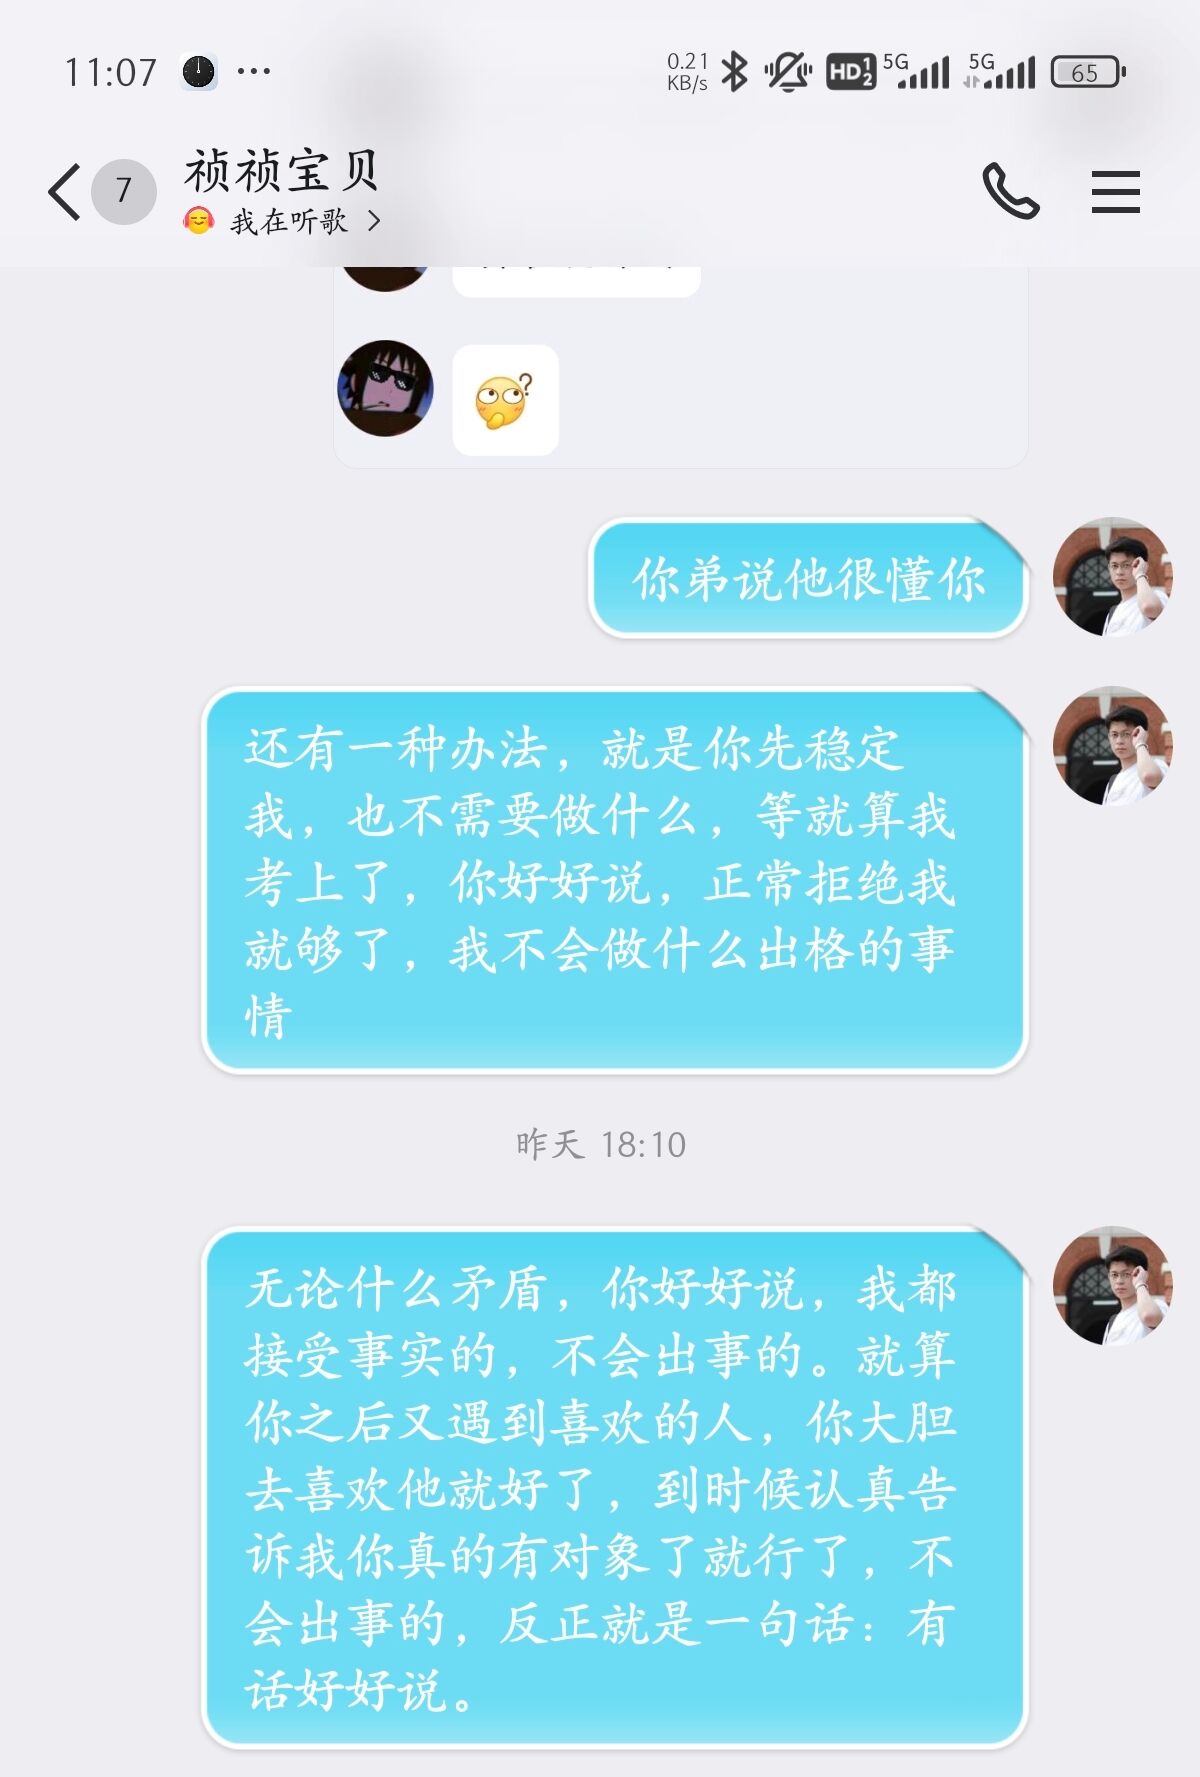 11:07
0.21
KB/s
HD 1 2
5G
5G
65
7
祯祯宝贝
我在听歌
你弟说他很懂你
还有一种办法，就是你先稳定
我，也不需要做什么，等就算我
考上了，你好好说，正常拒绝我
就够了，我不会做什么出格的事
情
昨天 18:10
无论什么矛盾，你好好说，我都
接受事实的，不会出事的。就算
你之后又遇到喜欢的人，你大胆
去喜欢他就好了，到时候认真告
诉我你真的有对象了就行了，不
会出事的，反正就是一句话：有
话好好说。